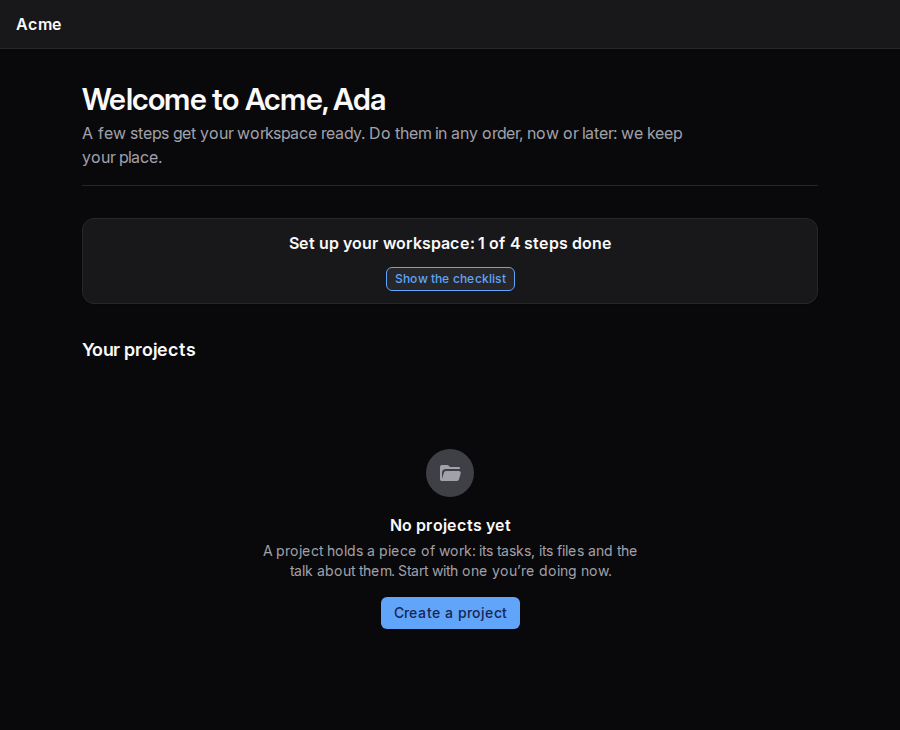 Acme
Welcome to Acme, Ada
A few steps get your workspace ready. Do them in any order, now or later: we keep
your place.
Set up your workspace: 1 of 4 steps done
Show the checklist
Your projects
No projects yet
A project holds a piece of work: its tasks, its files and the
talk about them. Start with one you’re doing now.
Create a project